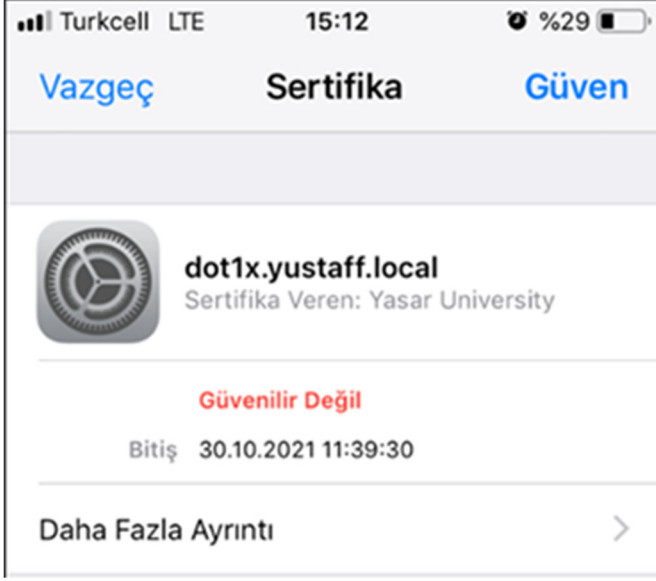 Turkcell LTE 15:12 %29
Vazgeç Sertifika Güven
dot1x.yustaff.local
Sertifika Veren: Yasar University
Güvenilir Değil
Bitiş 30.10.2021 11:39:30
Daha Fazla Ayrıntı